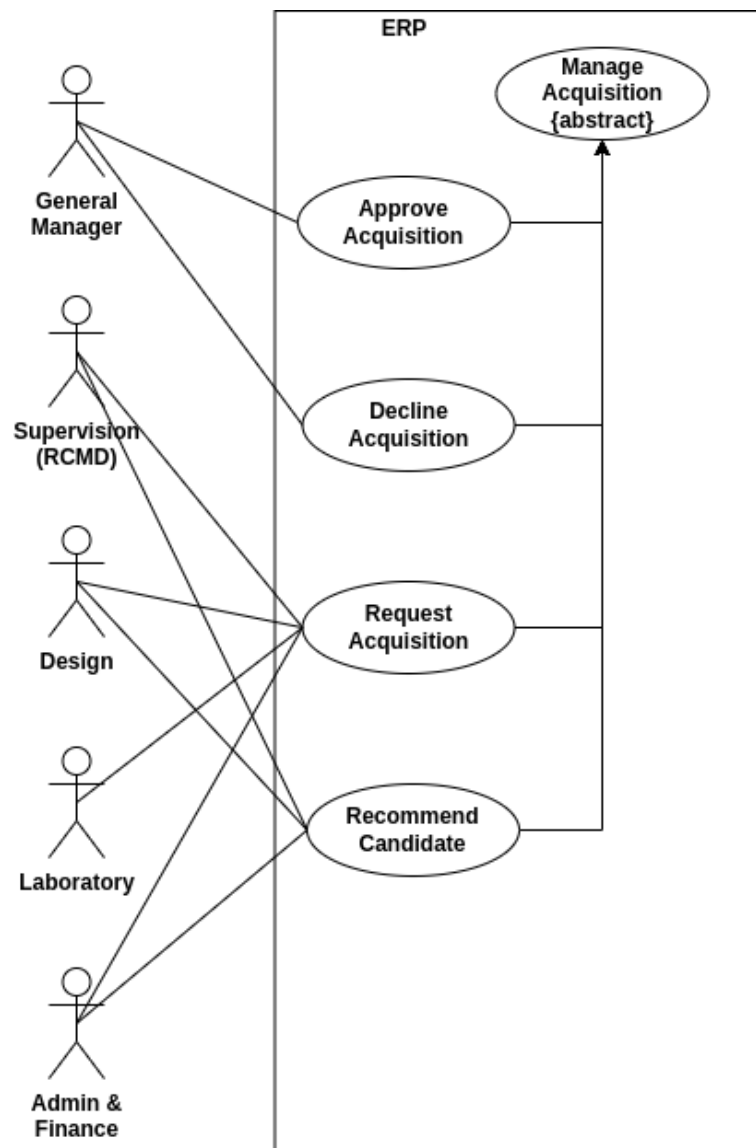 ERP
Manage
Acquisition
{abstract}
General
Manager
Approve
Acquisition
Supervision
(RCMD)
Decline
Acquisition
Design
Request
Acquisition
Laboratory
Recommend
Candidate
Admin &
Finance